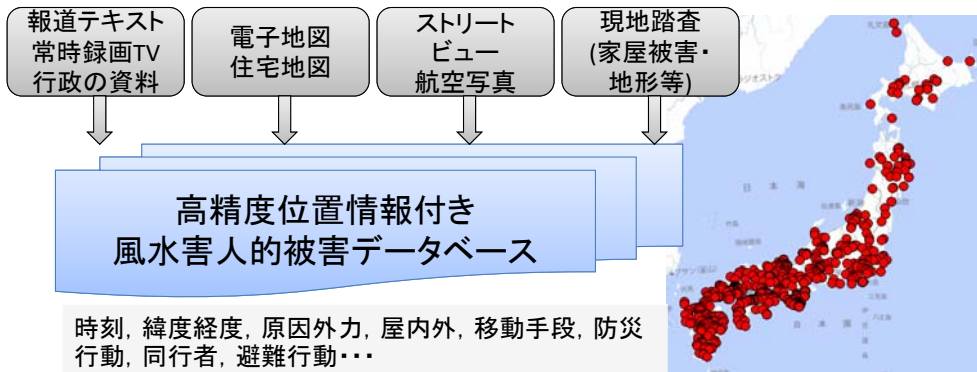 報道テキスト
常時録画TV
行政の資料
電子地図
住宅地図
ストリート
ビュー
航空写真
現地踏査
(家屋被害・
地形等)
高精度位置情報付き
風水害人的被害データベース
時刻, 緯度経度, 原因外力, 屋内外, 移動手段, 防災
行動, 同行者, 避難行動・・・
日 本 海